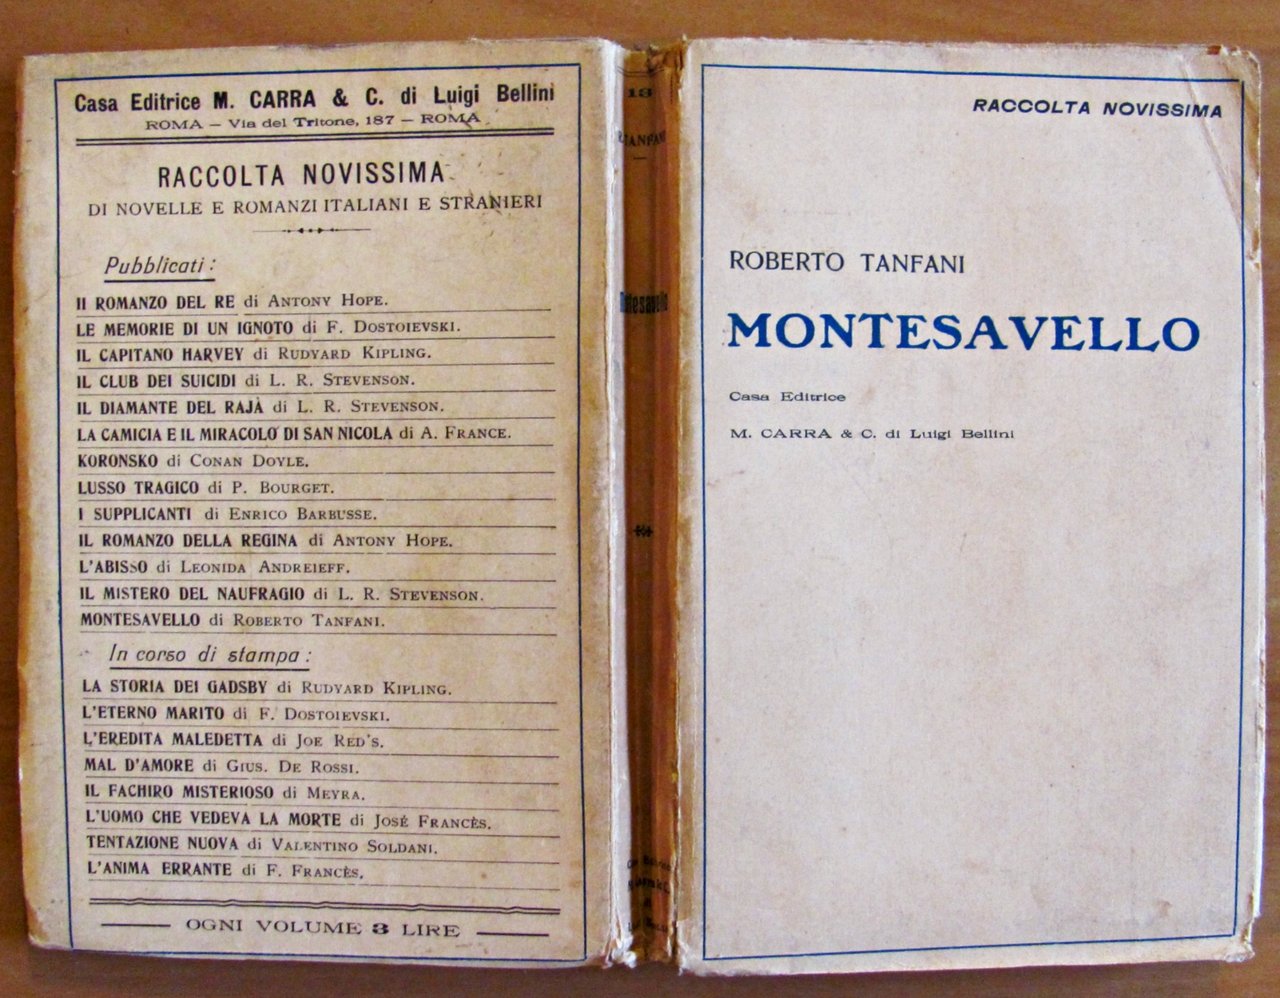 Casa Editrice M. CARRA & C. di Luigi Bellini
ROMA – Via del Tritone, 187 – ROMA
RACCOLTA NOVISSIMA
DI NOVELLE E ROMANZI ITALIANI E STRANIERI
Pubblicati:
Il ROMANZO DEL RE di ANTONY HOPE.
LE MEMORIE DI UN IGNOTO di F. DOSTOIEVSKI.
IL CAPITANO HARVEY di RUDYARD KIPLING.
IL CLUB DEI SUICIDI di L. R. STEVENSON.
IL DIAMANTE DEL RAJÀ di L. R. STEVENSON.
LA CAMICIA E IL MIRACOLO DI SAN NICOLA di A. FRANCE.
KORONSKO di CONAN DOYLE.
LUSSO TRAGICO di P. BOURGET.
I SUPPLICANTI di ENRICO BARBUSSE.
IL ROMANZO DELLA REGINA di ANTONY HOPE.
L'ABISSO di LEONIDA ANDREIEFF.
IL MISTERO DEL NAUFRAGIO di L. R. STEVENSON.
MONTESAVELLO di ROBERTO TANFANI.
In corso di stampa:
LA STORIA DEI GADSBY di RUDYARD KIPLING.
L'ETERNO MARITO di F. DOSTOIEVSKI.
L'EREDITA MALEDETTA di JOE RED'S.
MAL D'AMORE di GIUS. DE ROSSI.
IL FACHIRO MISTERIOSO di MEYRA.
L'UOMO CHE VEDEVA LA MORTE di JOSÉ FRANCÈS.
TENTAZIONE NUOVA di VALENTINO SOLDANI.
L'ANIMA ERRANTE di F. FRANCÈS.
OGNI VOLUME 3 LIRE
13
R. TANFANI
Montesavello
RACCOLTA NOVISSIMA
ROBERTO TANFANI
MONTESAVELLO
Casa Editrice
M. CARRA & C. di Luigi Bellini